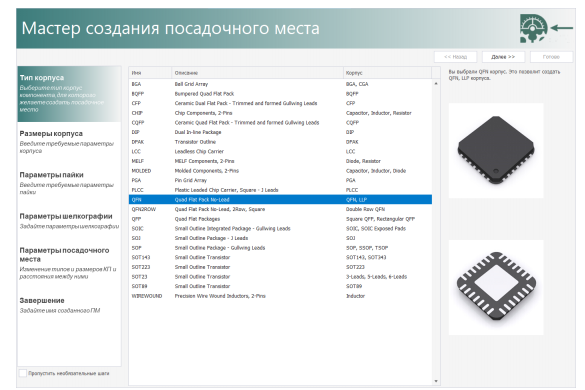 Мастер создания посадочного места
<< Назад Далее >> Готово
Тип корпуса
Выберите тип корпус
компонента, для которого
желаете создать посадочное
место
Размеры корпуса
Введите требуемые параметры
корпуса
Параметры пайки
Введите требуемые параметры
пайки
Параметры шелкографии
Задайте параметры шелкографии
Параметры посадочного
места
Изменение типов и размеров КП и
расстояния между ними
Завершение
Задайте имя созданного ПМ
Пропустить необязательные шаги
Имя Описание Корпус
BGA Ball Grid Array BGA, CGA
BQFP Bumpered Quad Flat Pack BQFP
CFP Ceramic Dual Flat Pack - Trimmed and formed Gullwing Leads CFP
CHIP Chip Components, 2-Pins Capacitor, Inductor, Resistor
CQFP Ceramic Quad Flat Pack - Trimmed and formed Gullwing Leads CQFP
DIP Dual In-line Package DIP
DPAK Transistor Outline DPAK
LCC Leadless Chip Carrier LCC
MELF MELF Components, 2-Pins Diode, Resistor
MOLDED Molded Components, 2-Pins Capacitor, Inductor, Diode
PGA Pin Grid Array PGA
PLCC Plastic Leaded Chip Carrier, Square - J Leads PLCC
QFN Quad Flat Pack No-Lead QFN, LLP
QFN2ROW Quad Flat Pack No-Lead, 2Row, Square Double Row QFN
QFP Quad Flat Packages Square QFP, Rectangular QFP
SOIC Small Outline Integrated Package - Gullwing Leads SOIC, SOIC Exposed Pads
SOJ Small Outline Package - J Leads SOJ
SOP Small Outline Package - Gullwing Leads SOP, SSOP, TSOP
SOT143 Small Outline Transistor SOT143, SOT343
SOT223 Small Outline Transistor SOT223
SOT23 Small Outline Transistor 3-Leads, 5-Leads, 6-Leads
SOT89 Small Outline Transistor SOT89
WIREWOUND Precision Wire Wound Inductors, 2-Pins Inductor
Вы выбрали QFN корпус. Это позволит создать
QFN, LLP корпуса.